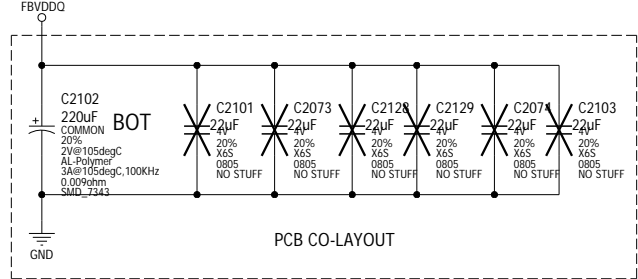 FBVDDQ
C2102
220uF
COMMON
20%
2V@105degC
AL-Polymer
3A@105degC,100KHz
0.009ohm
SMD_7343
+
BOT
C2101
22uF
4V
20%
X6S
0805
NO STUFF
C2073
22uF
4V
20%
X6S
0805
NO STUFF
C2128
22uF
4V
20%
X6S
0805
NO STUFF
C2129
22uF
4V
20%
X6S
0805
NO STUFF
C2074
22uF
4V
20%
X6S
0805
NO STUFF
C2103
22uF
4V
20%
X6S
0805
NO STUFF
GND
PCB CO-LAYOUT